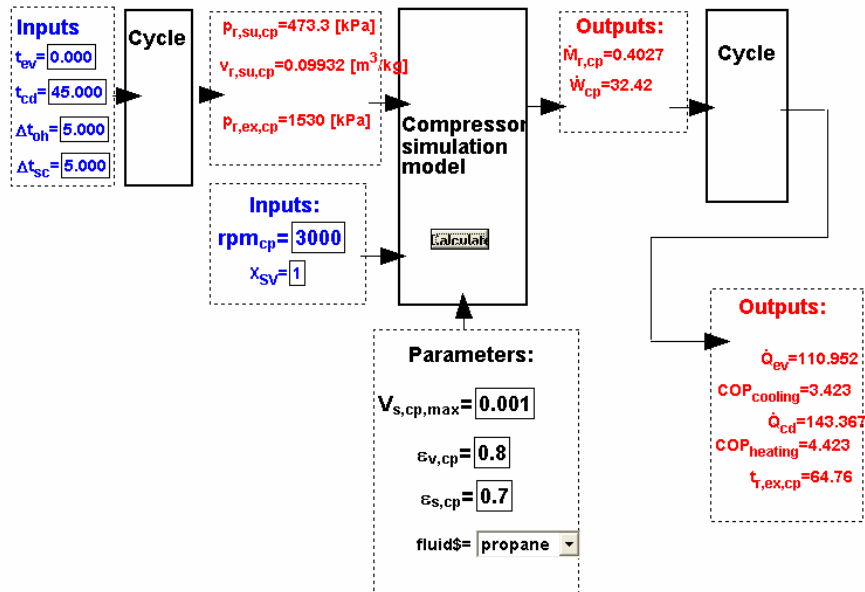 Inputs
t_ev=0.000
t_cd=45.000
Δt_oh=5.000
Δt_sc=5.000
Cycle
p_r,su,cp=473.3 [kPa]
v_r,su,cp=0.09932 [m^3/kg]
p_r,ex,cp=1530 [kPa]
Inputs:
rpm_cp=3000
X_SV=1
Compressor
simulation
model
Calculate
Parameters:
V_s,cp,max=0.001
ε_v,cp=0.8
ε_s,cp=0.7
fluid$=propane
Outputs:
Ṁ_r,cp=0.4027
Ẇ_cp=32.42
Cycle
Outputs:
Q̇_ev=110.952
COP_cooling=3.423
Q̇_cd=143.367
COP_heating=4.423
t_r,ex,cp=64.76